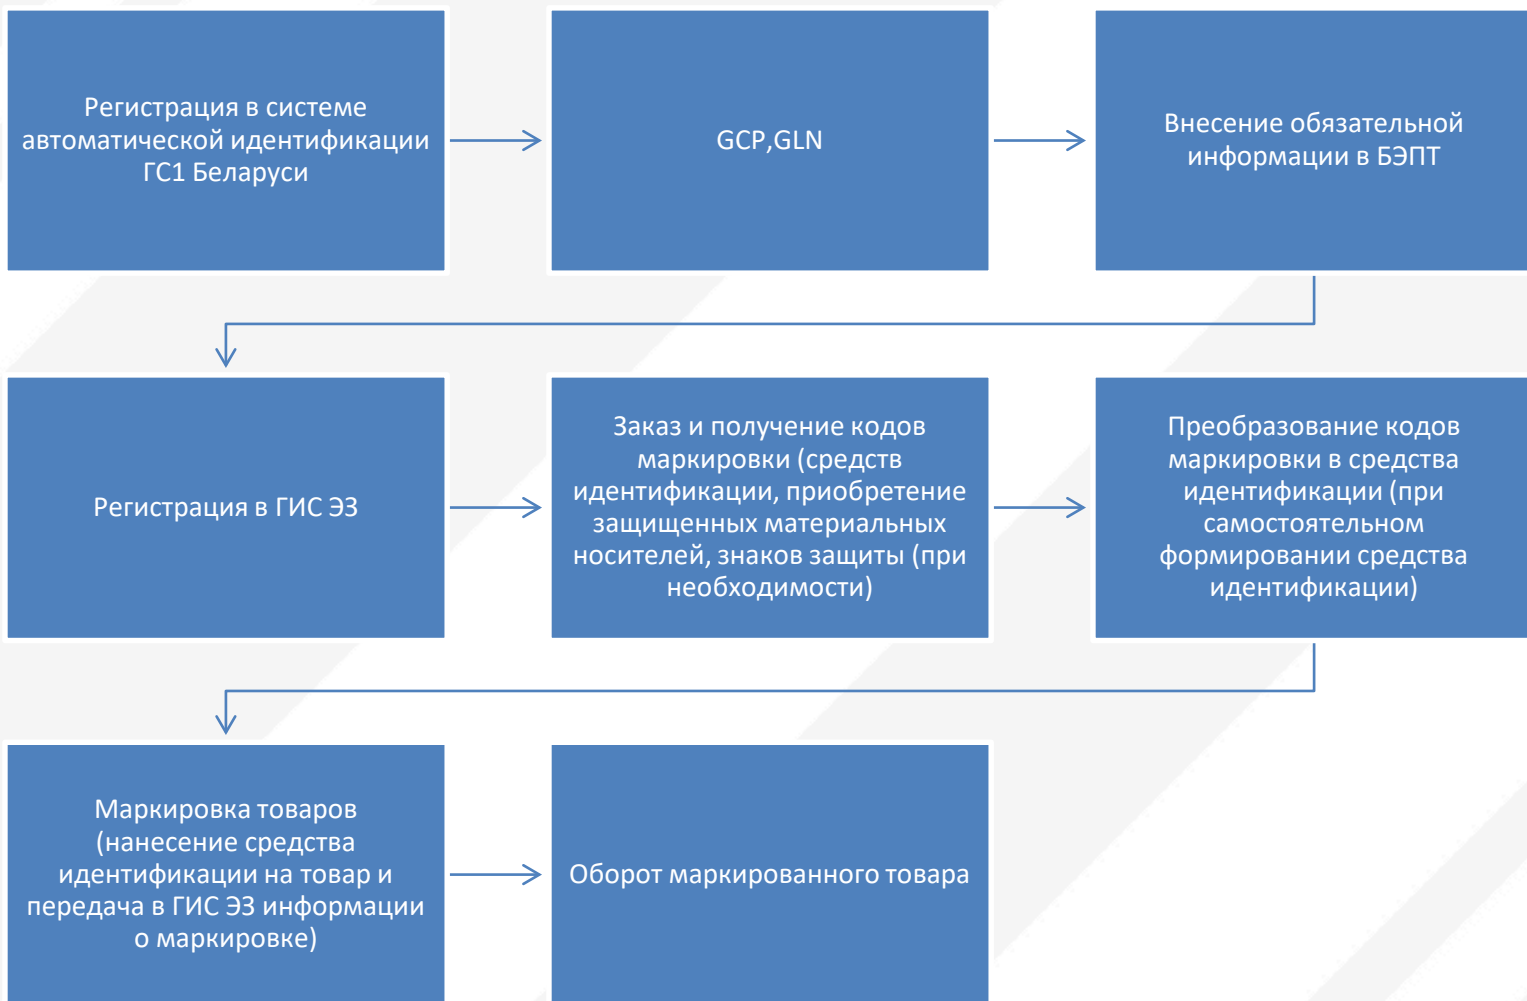 Регистрация в системе
автоматической идентификации
ГС1 Беларуси
GCP,GLN
Внесение обязательной
информации в БЭПТ
Регистрация в ГИС ЭЗ
Заказ и получение кодов
маркировки (средств
идентификации, приобретение
защищенных материальных
носителей, знаков защиты (при
необходимости)
Преобразование кодов
маркировки в средства
идентификации (при
самостоятельном
формировании средства
идентификации)
Маркировка товаров
(нанесение средства
идентификации на товар и
передача в ГИС ЭЗ информации
о маркировке)
Оборот маркированного товара